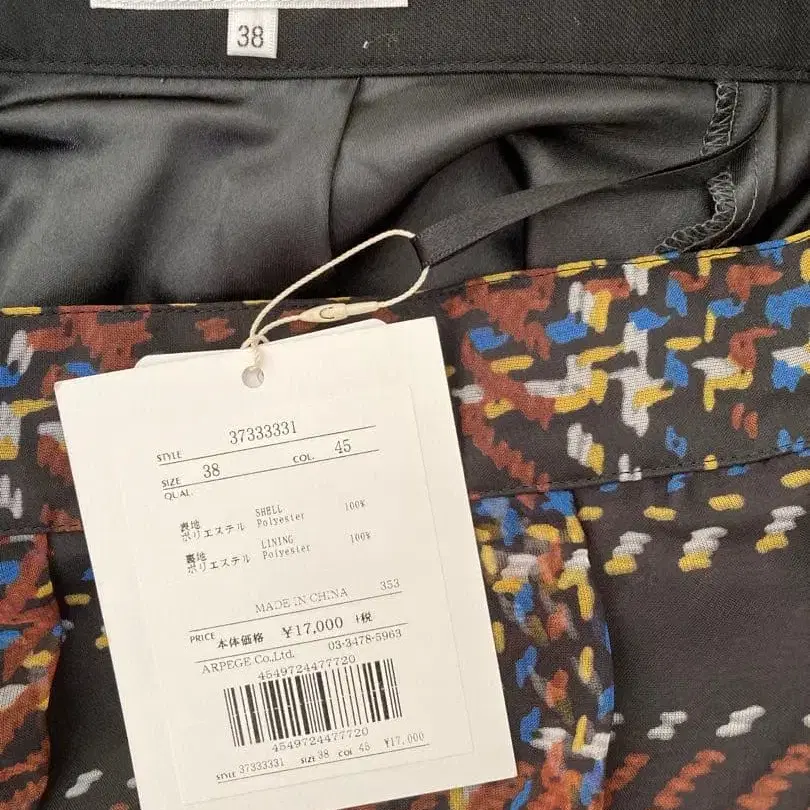 38
C
STYLE 37333331
SIZE 38 COL. 45
QUAL.
表地 SHELL 100%
ポリエステル Polyester
裏地 LINING 100%
ポリエステル Polyester
353
MADE IN CHINA
PRICE 本体価格 ¥17,000 +税
03-3478-5963
ARPEGE Co.,Ltd.
4549724477720
4549724477720
STYLE 37333331 SIZE 38 COL 45 ¥17,000